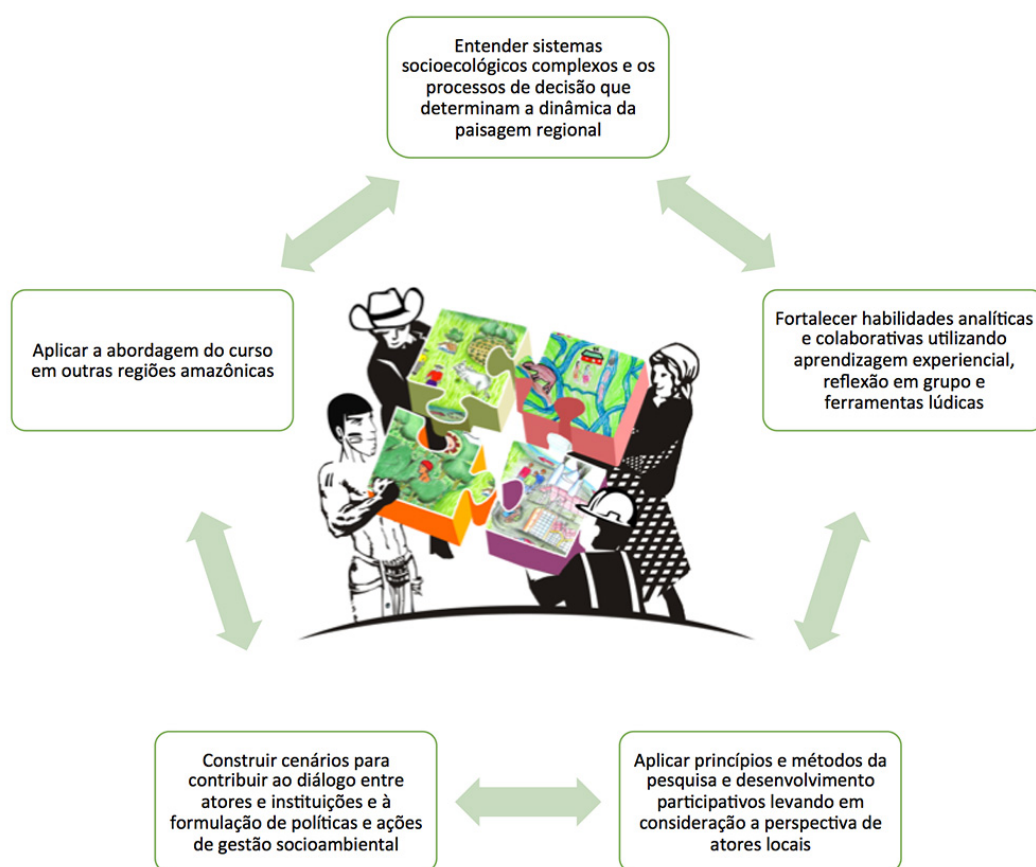 Entender sistemas
socioecológicos complexos e os
processos de decisão que
determinam a dinâmica da
paisagem regional
Aplicar a abordagem do curso
em outras regiões amazônicas
Fortalecer habilidades analíticas
e colaborativas utilizando
aprendizagem experiencial,
reflexão em grupo e
ferramentas lúdicas
Construir cenários para
contribuir ao diálogo entre
atores e instituições e à
formulação de políticas e ações
de gestão socioambiental
Aplicar princípios e métodos da
pesquisa e desenvolvimento
participativos levando em
consideração a perspectiva de
atores locais